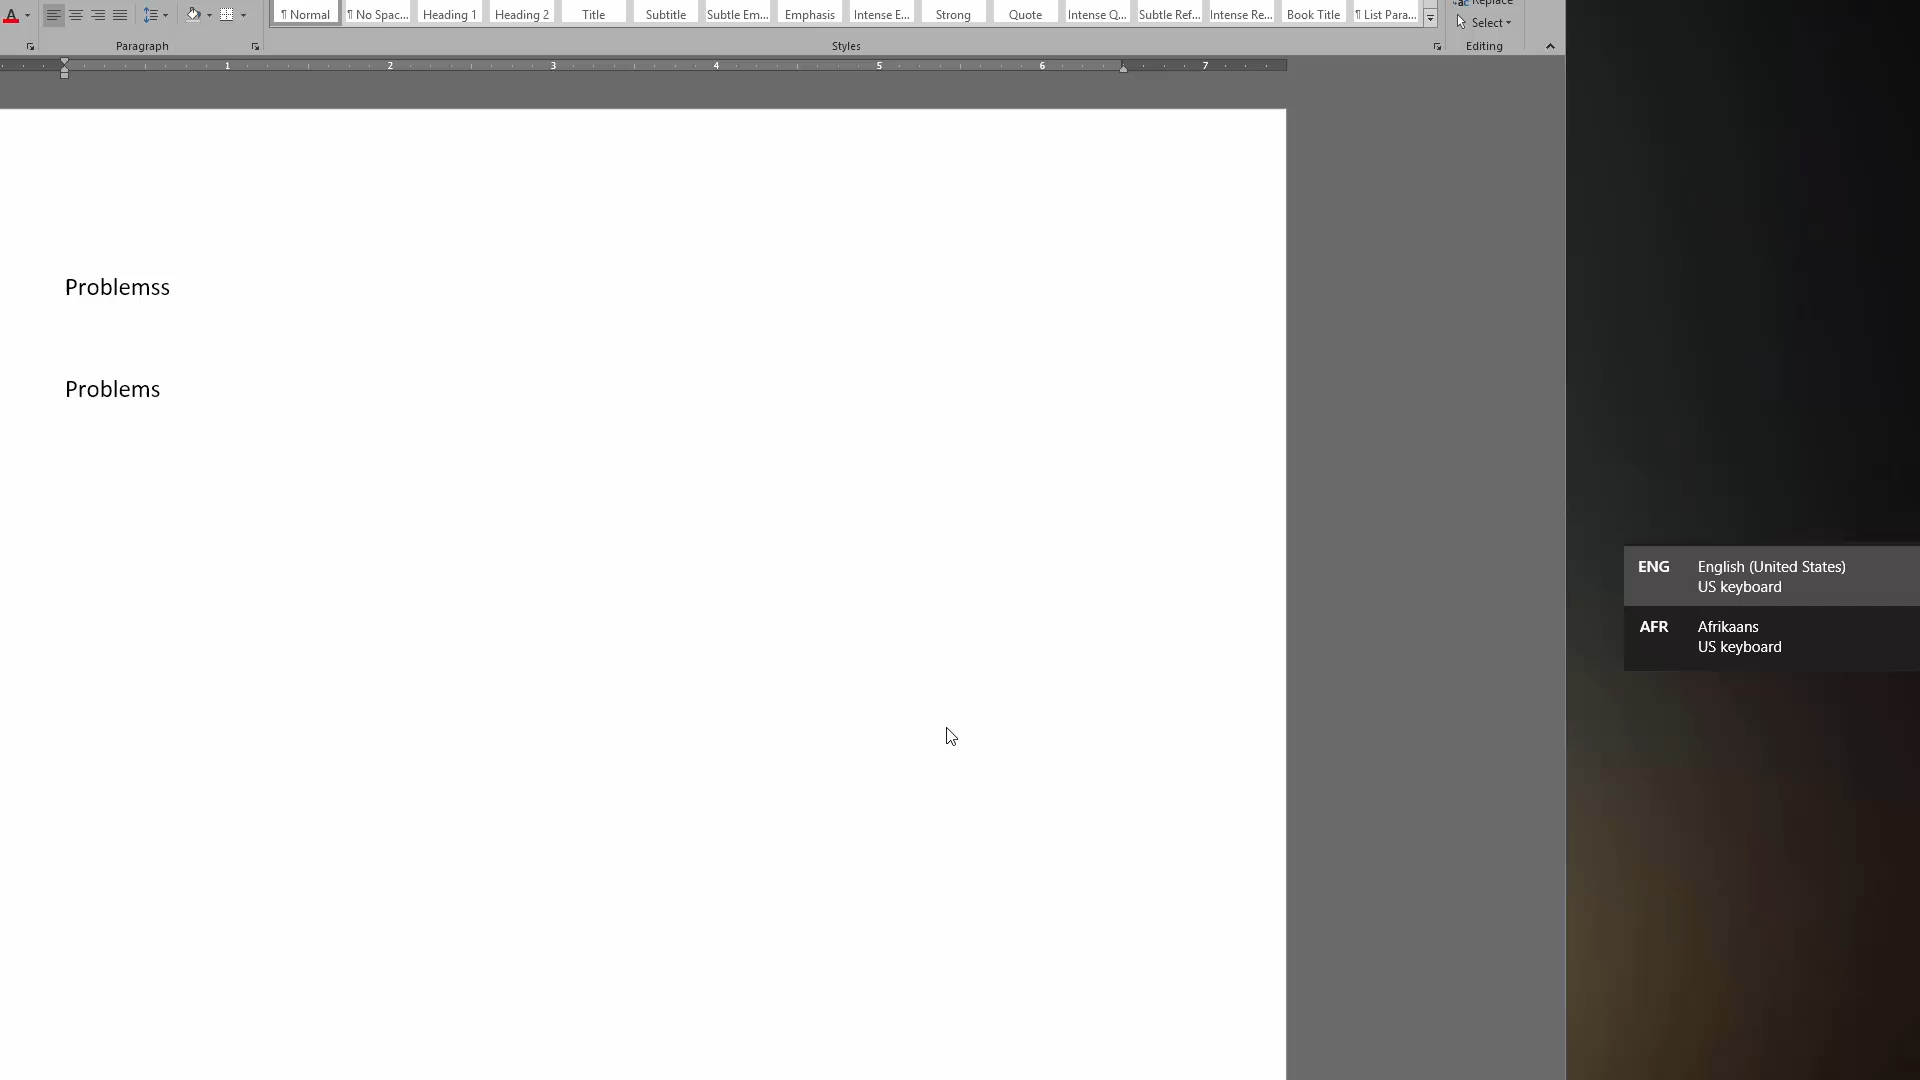 Replace
¶ Normal
¶ No Spac...
Heading 1
Heading 2
Title
Subtitle
Subtle Em...
Emphasis
Intense E...
Strong
Quote
Intense Q...
Subtle Ref...
Intense Re...
Book Title
¶ List Para...
Select
Paragraph
Styles
Editing
1 2 3 4 5 6 7
Problemss
Problems
ENG English (United States)
US keyboard
AFR Afrikaans
US keyboard